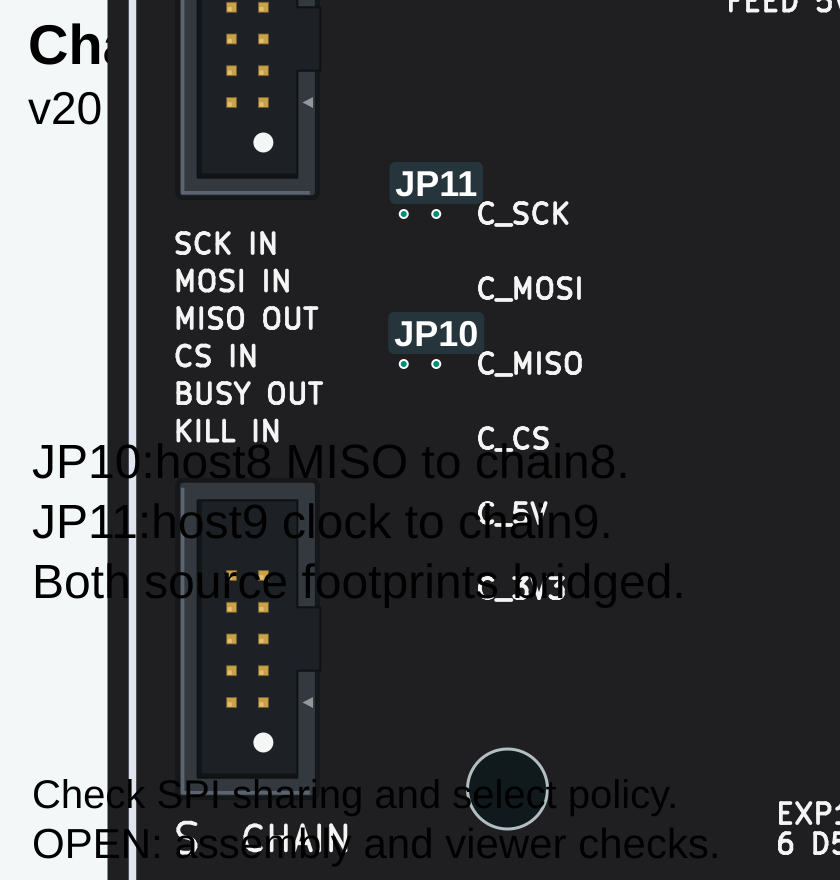 FEED 5V
Cha
v20
JP11
C_SCK
SCK IN
MOSI IN
C_MOSI
MISO OUT
JP10
CS IN
C_MISO
BUSY OUT
KILL IN
C_CS
JP10:host8 MISO to chain8.
C_5V
JP11:host9 clock to chain9.
C_3V3
Both source footprints bridged.
Check SPI sharing and select policy.
EXP1
S CHAIN
6 D5
OPEN: assembly and viewer checks.